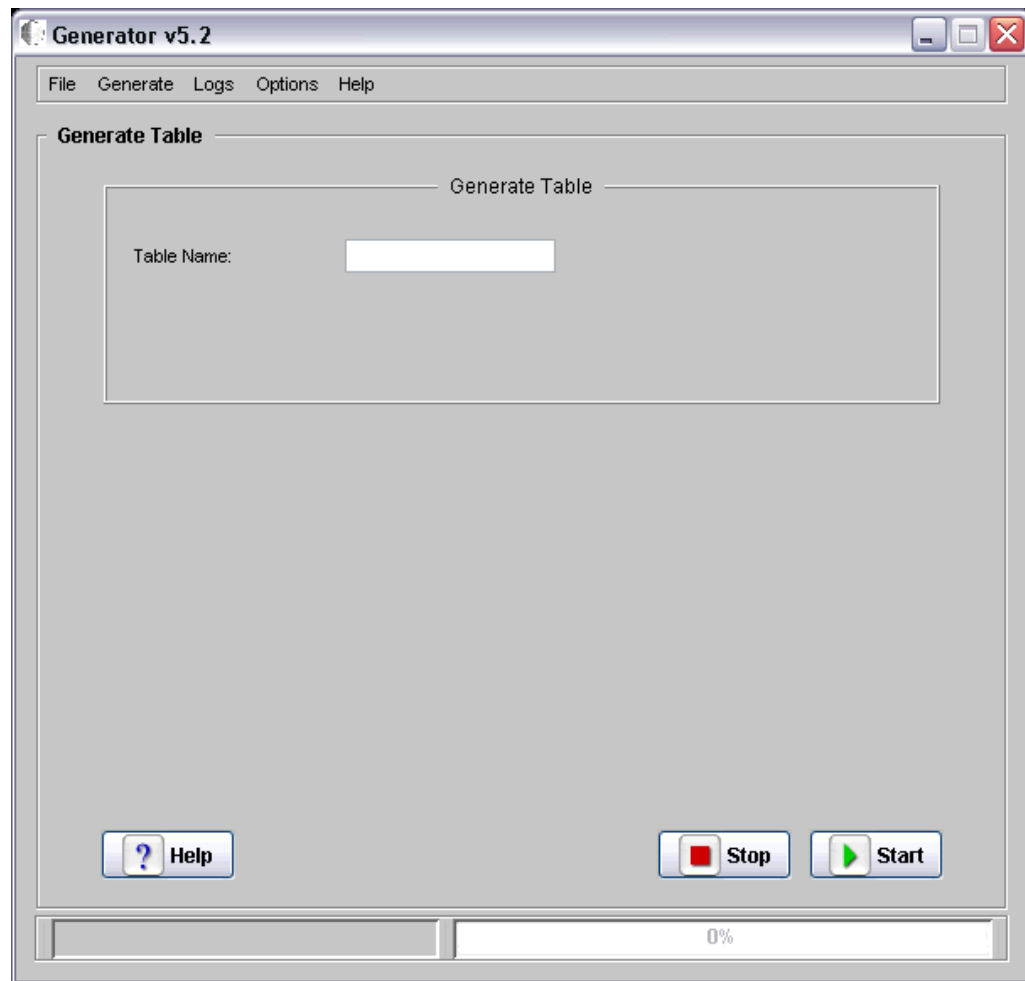 Generator v5.2
File Generate Logs Options Help
Generate Table
Generate Table
Table Name:
? Help
Stop
Start
0%